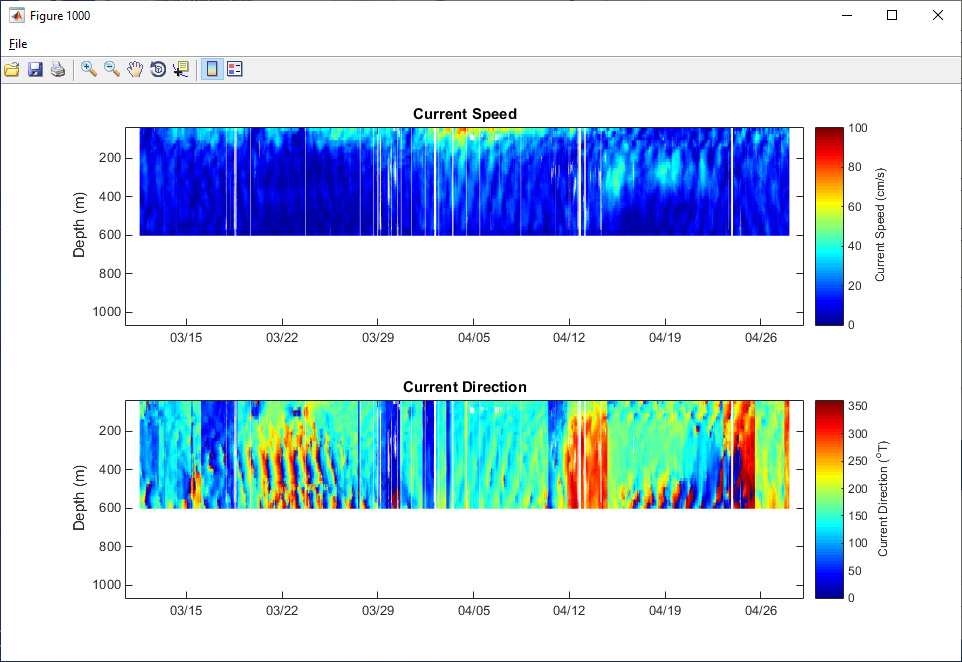 Figure 1000
File
Current Speed
Depth (m)
200
400
600
800
1000
03/15 03/22 03/29 04/05 04/12 04/19 04/26
100
80
60
40
20
0
Current Speed (cm/s)
Current Direction
Depth (m)
200
400
600
800
1000
03/15 03/22 03/29 04/05 04/12 04/19 04/26
350
300
250
200
150
100
50
0
Current Direction (°T)